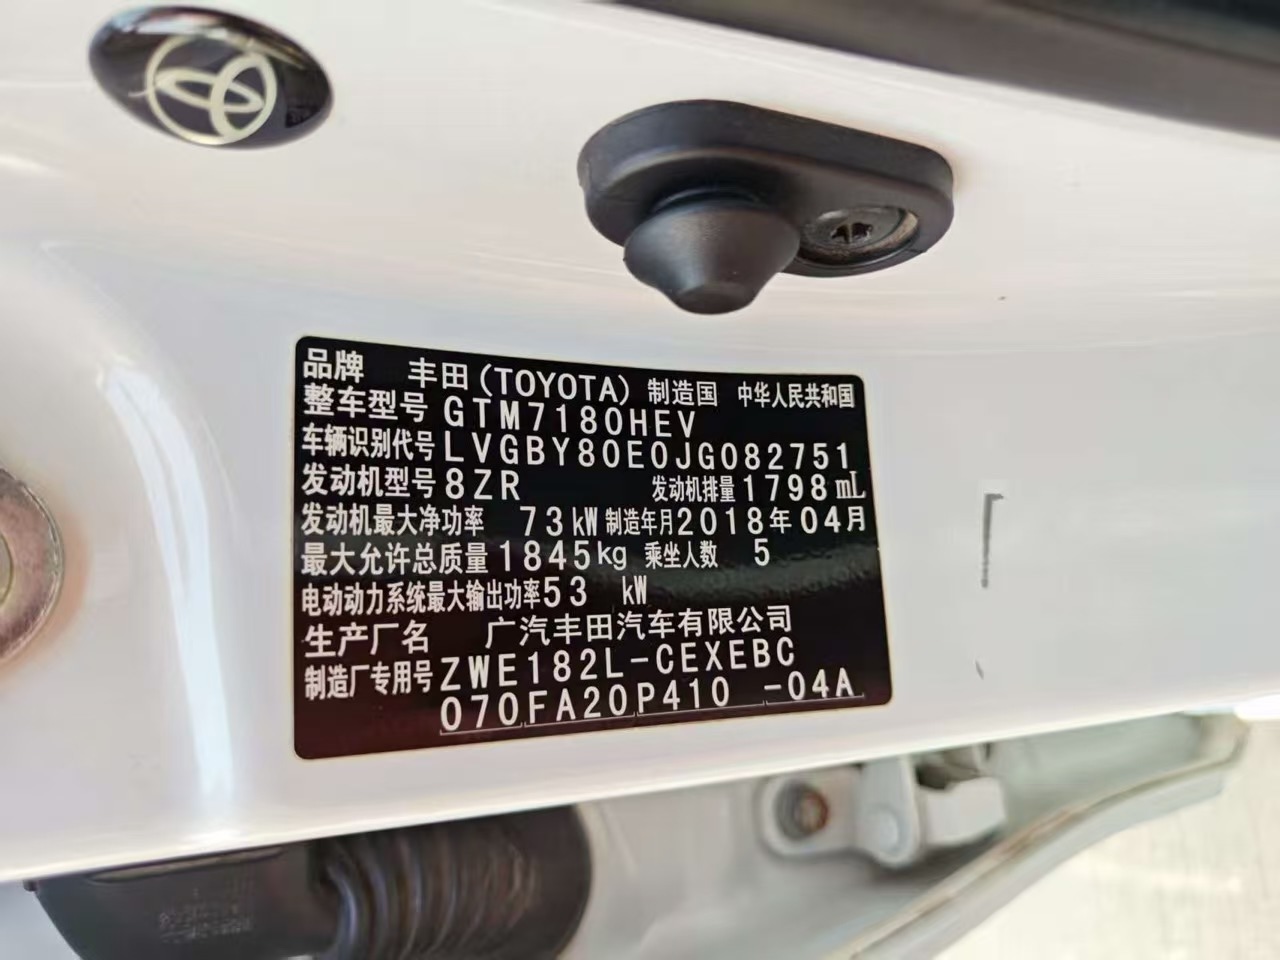 品牌 丰田(TOYOTA) 制造国 中华人民共和国
整车型号 GTM7180HEV
车辆识别代号 LVGBY80E0JG082751
发动机型号 8ZR 发动机排量 1798 mL
发动机最大净功率 73 kW 制造年月 2018年04月
最大允许总质量 1845 kg 乘坐人数 5
电动动力系统最大输出功率 53 kW
生产厂名 广汽丰田汽车有限公司
制造厂专用号 ZWE182L-CEXEBC
070FA20P410 -04A